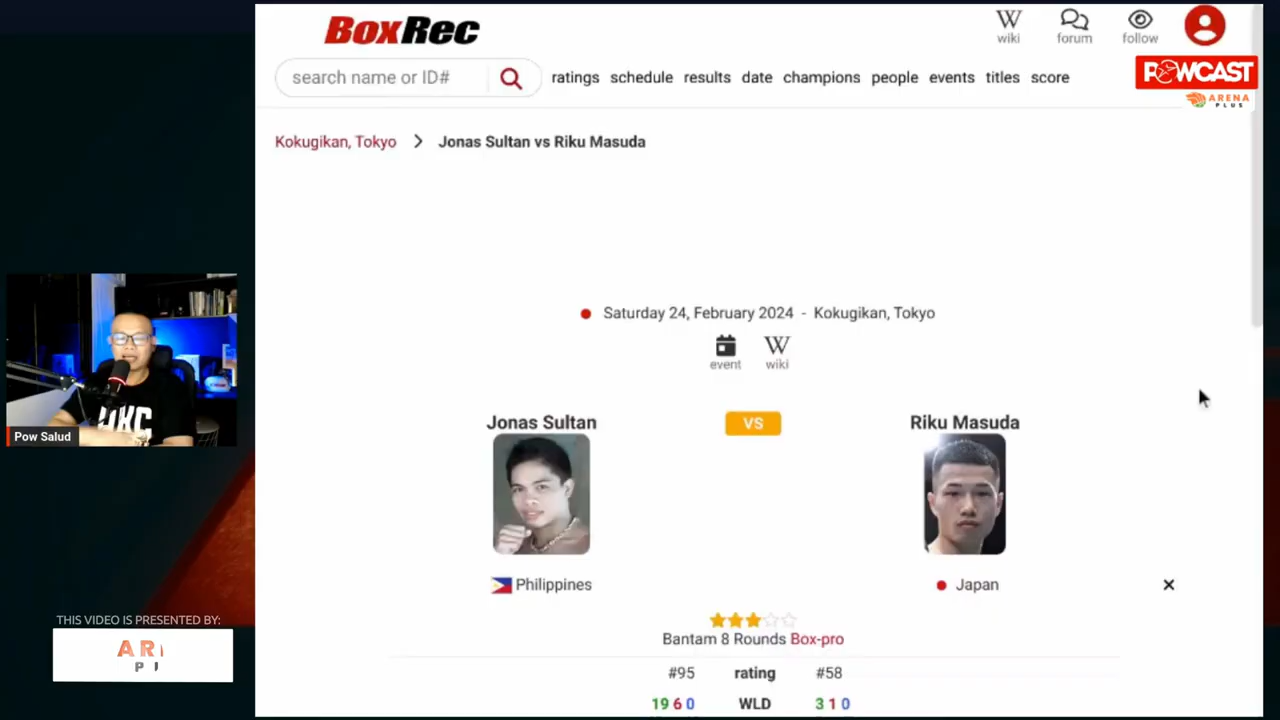 BoxRec
wiki
forum
follow
search name or ID#
ratings schedule results date champions people events titles score
POWCAST
ARENA
PLUS
Kokugikan, Tokyo > Jonas Sultan vs Riku Masuda
Saturday 24, February 2024 - Kokugikan, Tokyo
W
event
wiki
Jonas Sultan
VS
Riku Masuda
Pow Salud
Philippines
Japan
Bantam 8 Rounds Box-pro
THIS VIDEO IS PRESENTED BY:
AR
P
#95 rating #58
19 6 0 WLD 3 1 0